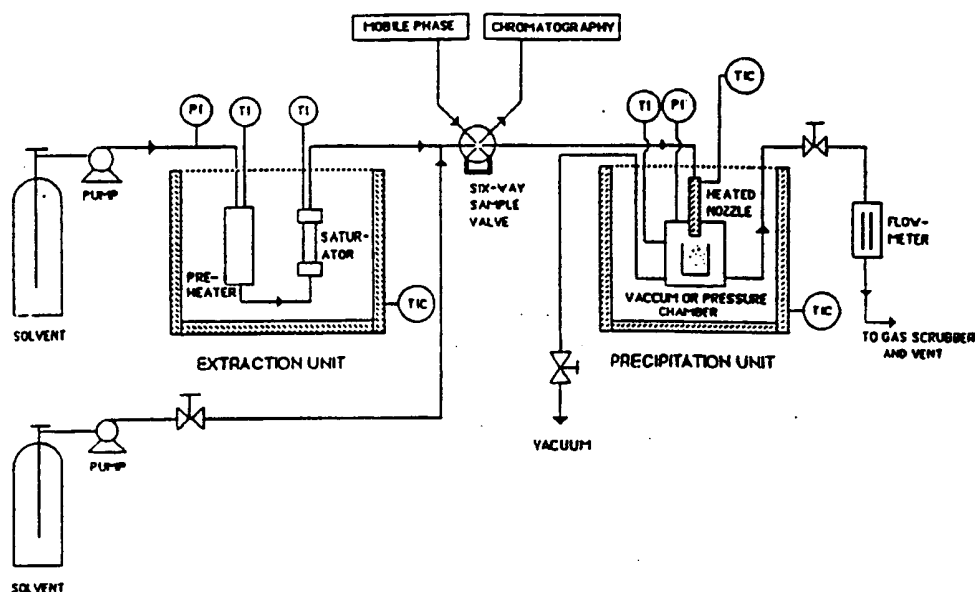 MOBILE PHASE
CHROMATOGRAPHY
TIC
PI
TI
TI
TI
PI
PUMP
SIX-WAY
SAMPLE
VALVE
HEATED
NOZZLE
PRE-
HEATER
SATUR-
ATOR
FLOW-
METER
TIC
VACCUM OR PRESSURE
CHAMBER
TIC
SOLVENT
EXTRACTION UNIT
PRECIPITATION UNIT
TO GAS SCRUBBER
AND VENT
VACUUM
PUMP
SOLVENT